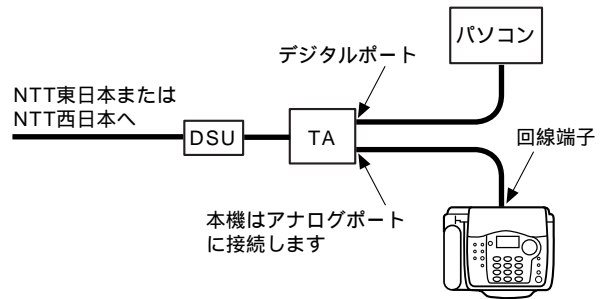 パソコン
デジタルポート
NTT東日本または
NTT西日本へ
DSU
TA
回線端子
本機はアナログポート
に接続します